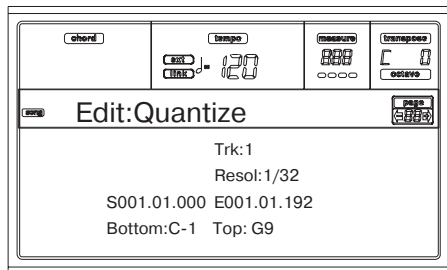 chord
tempo
measure
transpose
ext
link
♩= 120
888
C 0
octave
song
Edit:Quantize
page
Trk:1
Resol:1/32
S001.01.000 E001.01.192
Bottom:C-1 Top: G9